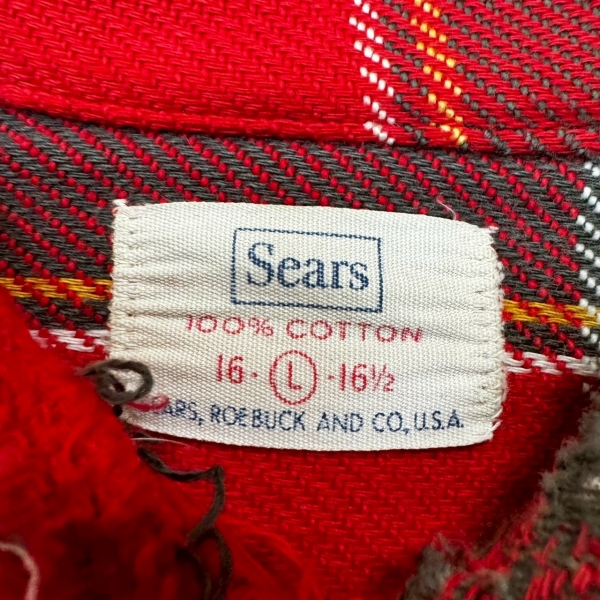 Sears
100% COTTON
16 · L · 16½
ARS, ROEBUCK AND CO., U.S.A.